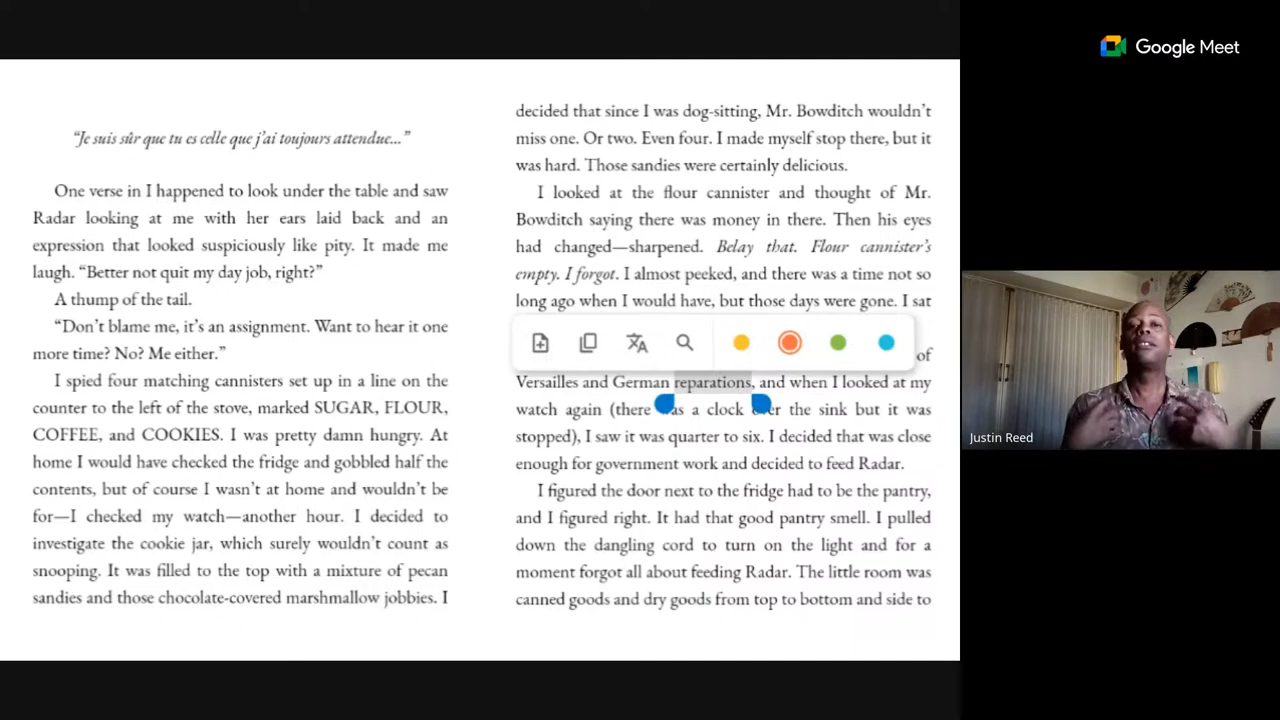 “Je suis sûr que tu es celle que j’ai toujours attendue...”
One verse in I happened to look under the table and saw
Radar looking at me with her ears laid back and an
expression that looked suspiciously like pity. It made me
laugh. “Better not quit my day job, right?”
A thump of the tail.
“Don’t blame me, it’s an assignment. Want to hear it one
more time? No? Me either.”
I spied four matching cannisters set up in a line on the
counter to the left of the stove, marked SUGAR, FLOUR,
COFFEE, and COOKIES. I was pretty damn hungry. At
home I would have checked the fridge and gobbled half the
contents, but of course I wasn’t at home and wouldn’t be
for—I checked my watch—another hour. I decided to
investigate the cookie jar, which surely wouldn’t count as
snooping. It was filled to the top with a mixture of pecan
sandies and those chocolate-covered marshmallow jobbies. I
decided that since I was dog-sitting, Mr. Bowditch wouldn’t
miss one. Or two. Even four. I made myself stop there, but it
was hard. Those sandies were certainly delicious.
I looked at the flour cannister and thought of Mr.
Bowditch saying there was money in there. Then his eyes
had changed—sharpened. Belay that. Flour cannister’s
empty. I forgot. I almost peeked, and there was a time not so
long ago when I would have, but those days were gone. I sat
of
Versailles and German reparations, and when I looked at my
watch again (there as a clock er the sink but it was
stopped), I saw it was quarter to six. I decided that was close
enough for government work and decided to feed Radar.
I figured the door next to the fridge had to be the pantry,
and I figured right. It had that good pantry smell. I pulled
down the dangling cord to turn on the light and for a
moment forgot all about feeding Radar. The little room was
canned goods and dry goods from top to bottom and side to
Google Meet
Justin Reed